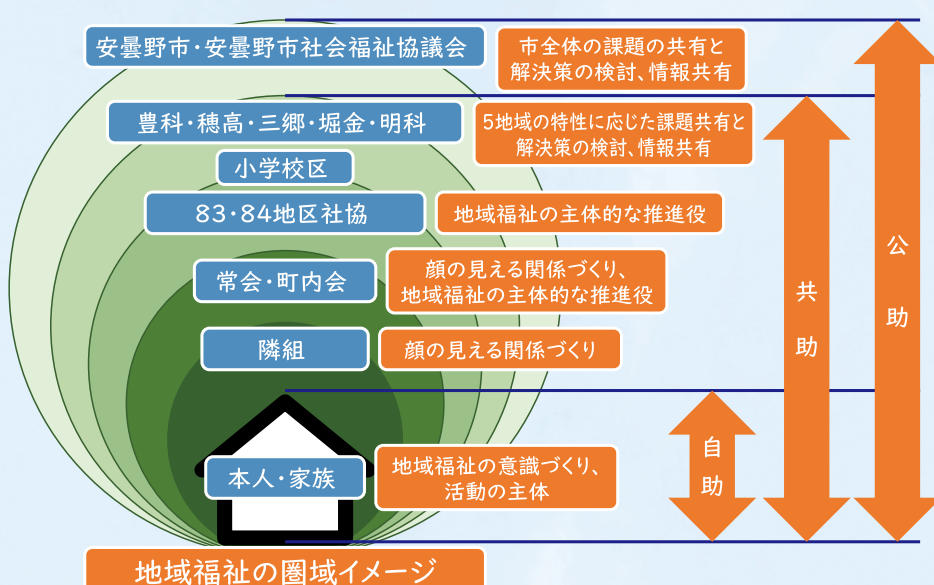 安曇野市・安曇野市社会福祉協議会
市全体の課題の共有と
解決策の検討、情報共有
豊科・穂高・三郷・堀金・明科
5地域の特性に応じた課題共有と
解決策の検討、情報共有
小学校区
83・84地区社協
地域福祉の主体的な推進役
常会・町内会
顔の見える関係づくり、
地域福祉の主体的な推進役
隣組
顔の見える関係づくり
本人・家族
地域福祉の意識づくり、
活動の主体
自助
共助
公助
地域福祉の圏域イメージ